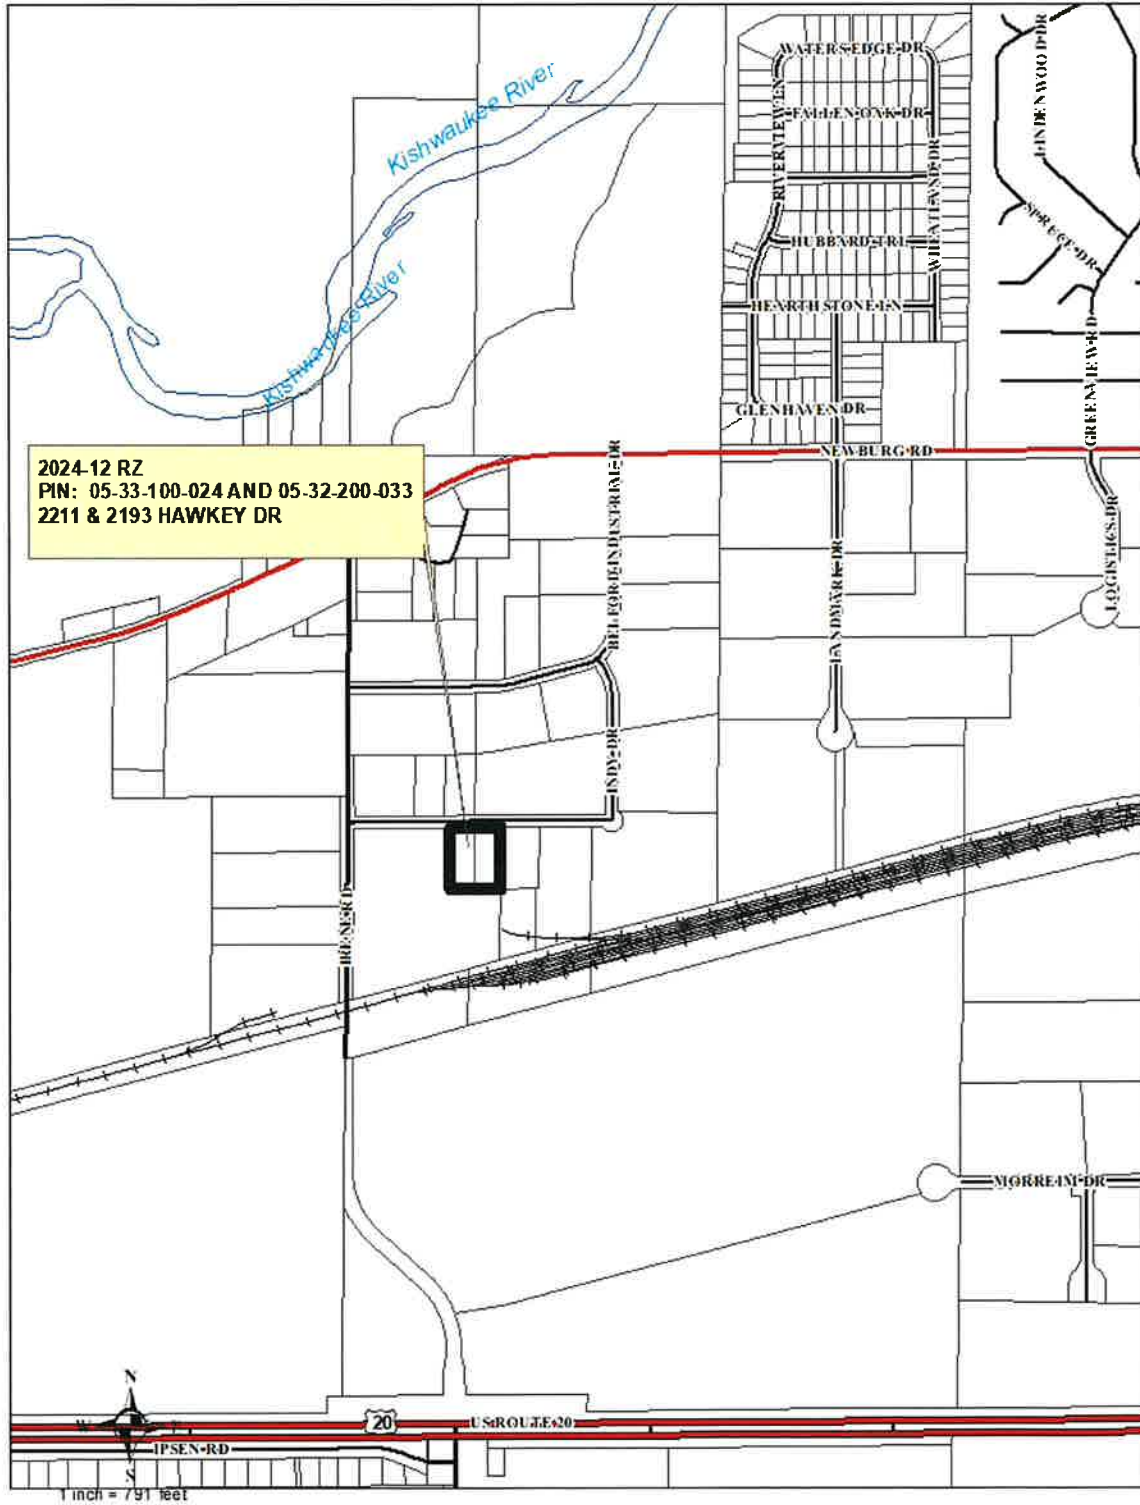 WATERS EDGE DR
LINDENWOOD DR
Kishwaukee River
FALLEN OAK DR
RIVERVIEW LN
WHEATLAND DR
SPRUCE DR
HUBBARD TRL
Kishwaukee River
HEARTHSTONE LN
GREENVIEW RD
GLENHAVEN DR
NEWBURG RD
2024-12 RZ
PIN: 05-33-100-024 AND 05-32-200-033
2211 & 2193 HAWKEY DR
BELFORD INDUSTRIAL DR
LANDMARK DR
LOGISTICS DR
INDY DR
IRENE RD
MORREIM DR
N
W
20
US ROUTE 20
IPSEN RD
S
1 inch = 791 feet